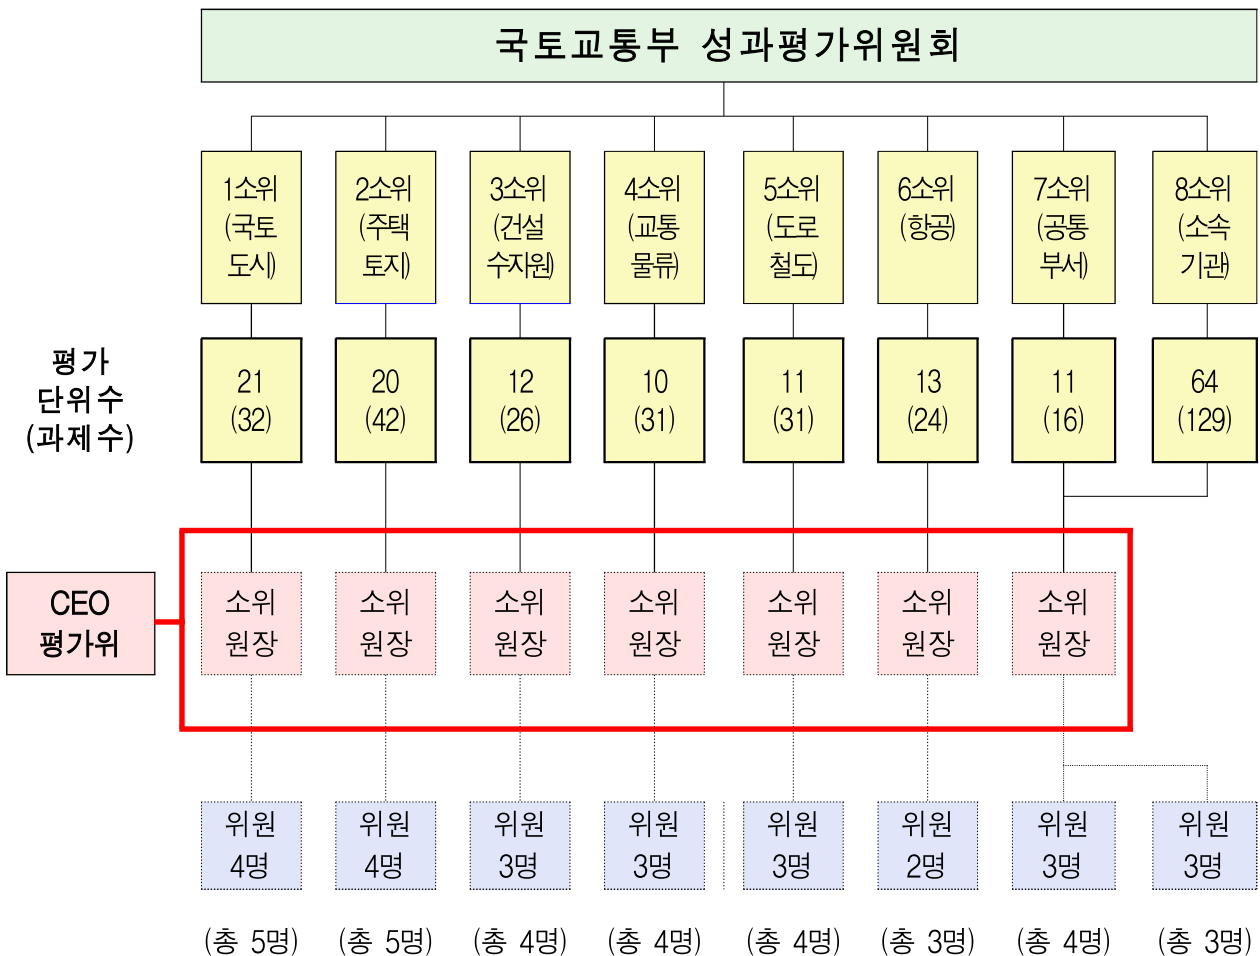 국토교통부 성과평가위원회
1소위
(국토
도시)
2소위
(주택
토지)
3소위
(건설
수자원)
4소위
(교통
물류)
5소위
(도로
철도)
6소위
(항공)
7소위
(공통
부서)
8소위
(소속
기관)
평가
단위수
(과제수)
21
(32)
20
(42)
12
(26)
10
(31)
11
(31)
13
(24)
11
(16)
64
(129)
CEO
평가위
소위
원장
소위
원장
소위
원장
소위
원장
소위
원장
소위
원장
소위
원장
위원
4명
위원
4명
위원
3명
위원
3명
위원
3명
위원
2명
위원
3명
위원
3명
(총 5명)
(총 5명)
(총 4명)
(총 4명)
(총 4명)
(총 3명)
(총 4명)
(총 3명)